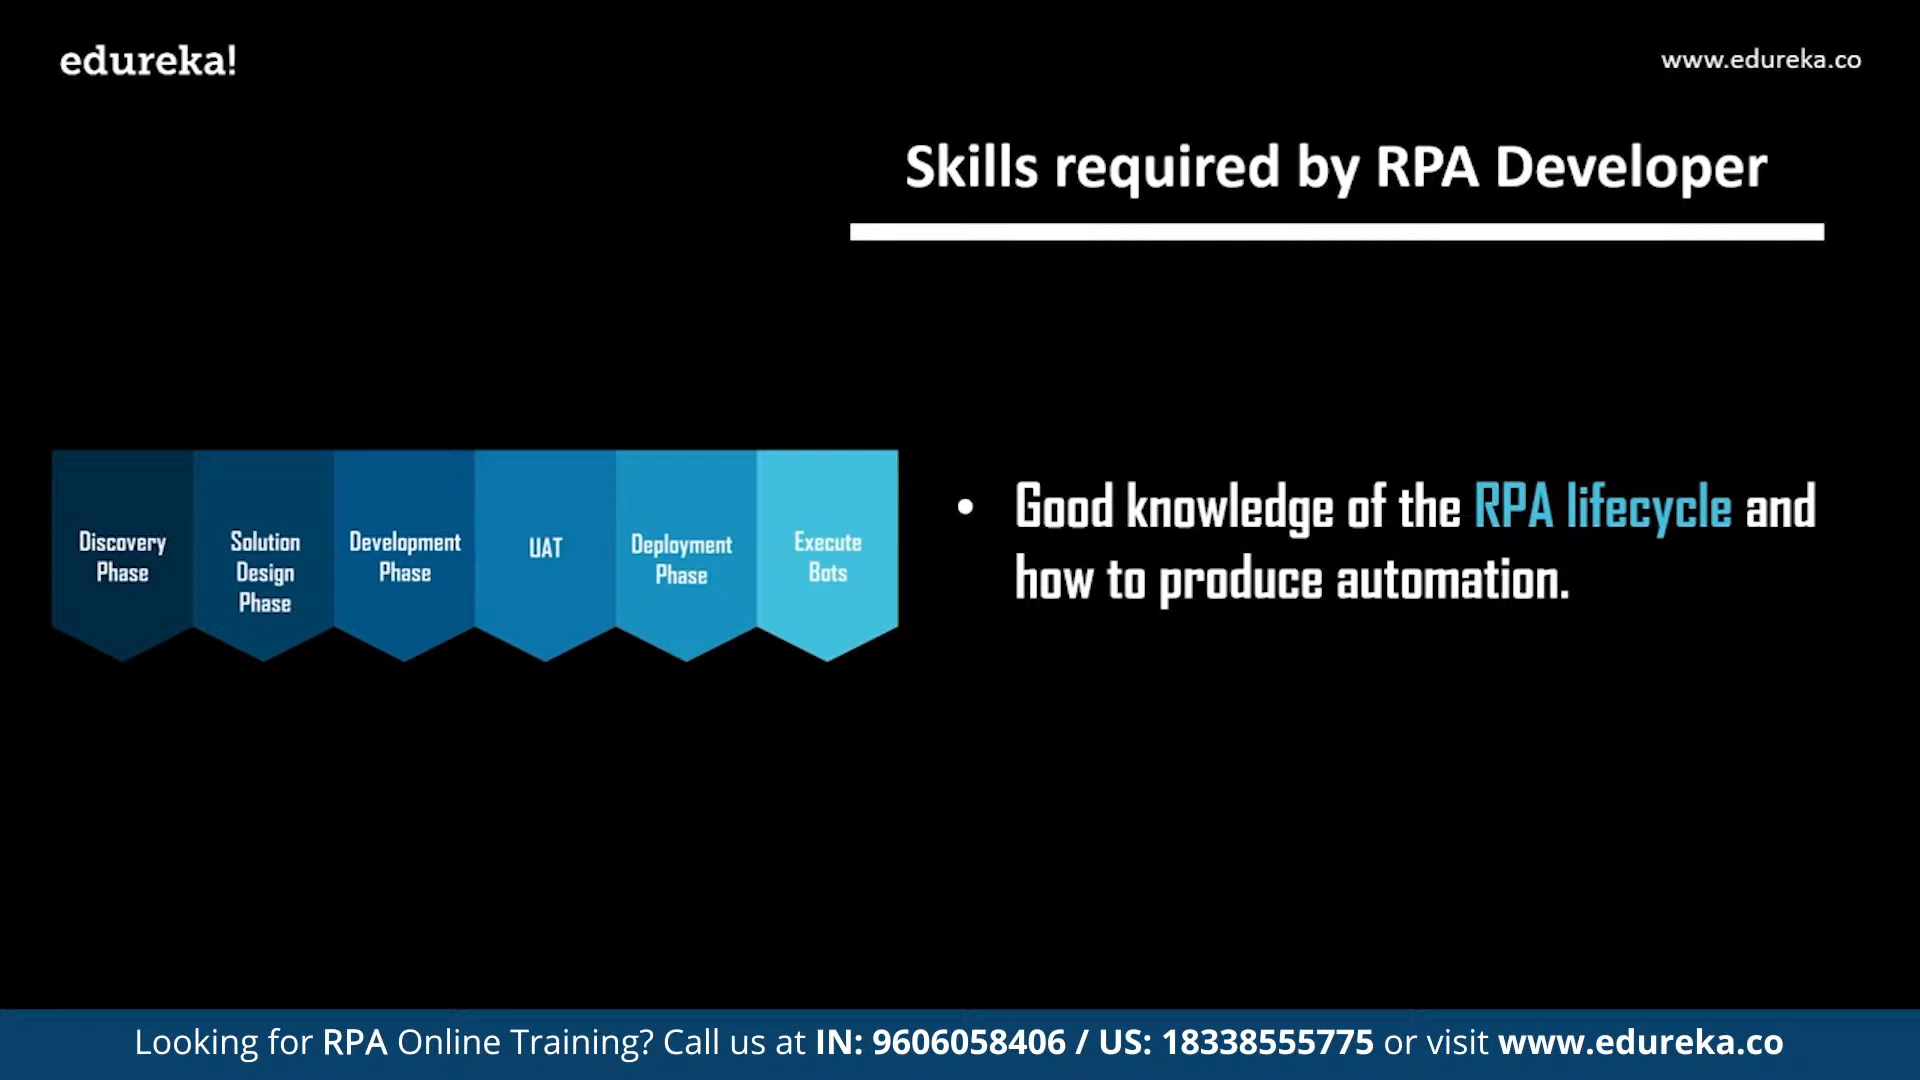 edureka!
www.edureka.co
Skills required by RPA Developer
Discovery
Phase
Solution
Design
Phase
Development
Phase
UAT
Deployment
Phase
Execute
Bots
• Good knowledge of the RPA lifecycle and
how to produce automation.
Looking for RPA Online Training? Call us at IN: 9606058406 / US: 18338555775 or visit www.edureka.co